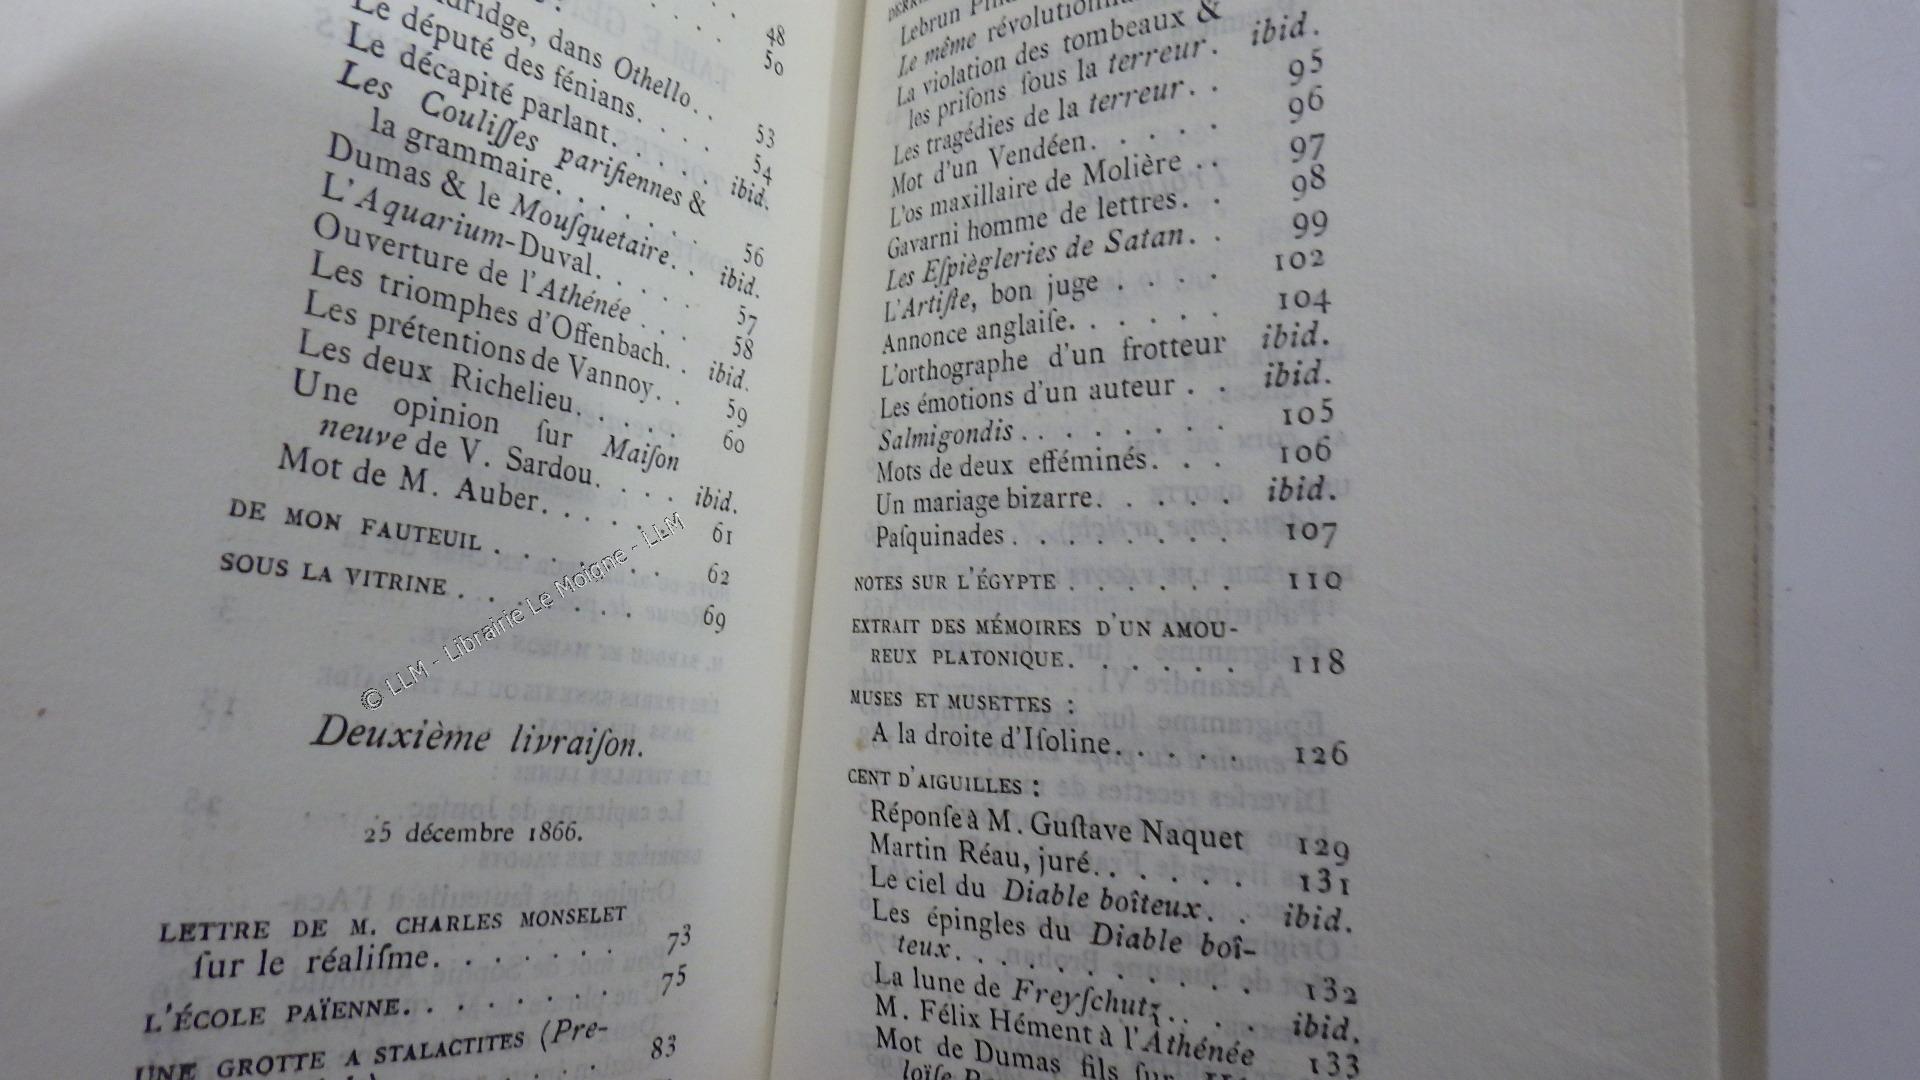 48
dridge, dans Othello. . 50
Le député des féniens. . . .
Le décapité parlant. . . . . 53
Les Couliſſes pariſiennes & 54
la grammaire. . . . . . ibid.
Dumas & le Mouſquetaire. . 56
L'Aquarium-Duval. . . . . ibid.
Ouverture de l'Athénée . . . 57
Les triomphes d'Offenbach. . 58
Les prétentions de Vannoy. . ibid.
Les deux Richelieu. . . . . 59
Une opinion ſur Maiſon 60
neuve de V. Sardou. . . . ibid.
Mot de M. Auber. . . . . . 61
DE MON FAUTEUIL . . . . . . . 62
SOUS LA VITRINE . . . . . . . . 69
Deuxième livraiſon.
25 décembre 1866.
LETTRE DE M. CHARLES MONSELET
ſur le réaliſme. . . . . . . 73
L'ÉCOLE PAÏENNE. . . . . . . 75
UNE GROTTE A STALACTITES (Pre-
83
Lebrun
Le même
La violation des tombeaux &
les priſons ſous la terreur. ibid.
Les tragédies de la terreur. . 95
Mot d'un Vendéen. . . . . 96
L'os maxillaire de Molière . . 97
Gavarni homme de lettres. . 98
Les Eſpiègleries de Satan. . 99
L'Artiſte, bon juge . . . . 102
Annonce anglaiſe. . . . . . 104
L'orthographe d'un frotteur ibid.
Les émotions d'un auteur . . ibid.
Salmigondis . . . . . . . . 105
Mots de deux efféminés. . . 106
Un mariage bizarre. . . . . ibid.
Paſquinades . . . . . . . . 107
NOTES SUR L'ÉGYPTE . . . . . . 110
EXTRAIT DES MÉMOIRES D'UN AMOU-
REUX PLATONIQUE. . . . . . 118
MUSES ET MUSETTES :
A la droite d'Iſoline. . . . . 126
CENT D'AIGUILLES :
Réponſe à M. Guſtave Naquet 129
Martin Réau, juré. . . . . . 131
Le ciel du Diable boîteux. . ibid.
Les épingles du Diable boî-
teux. . . . . . . . . . . 132
La lune de Freyſchutz. . . . ibid.
M. Félix Hément à l'Athénée 133
Mot de Dumas fils ſur
loïſe
© LLM - Librairie Le Moigne - LLM